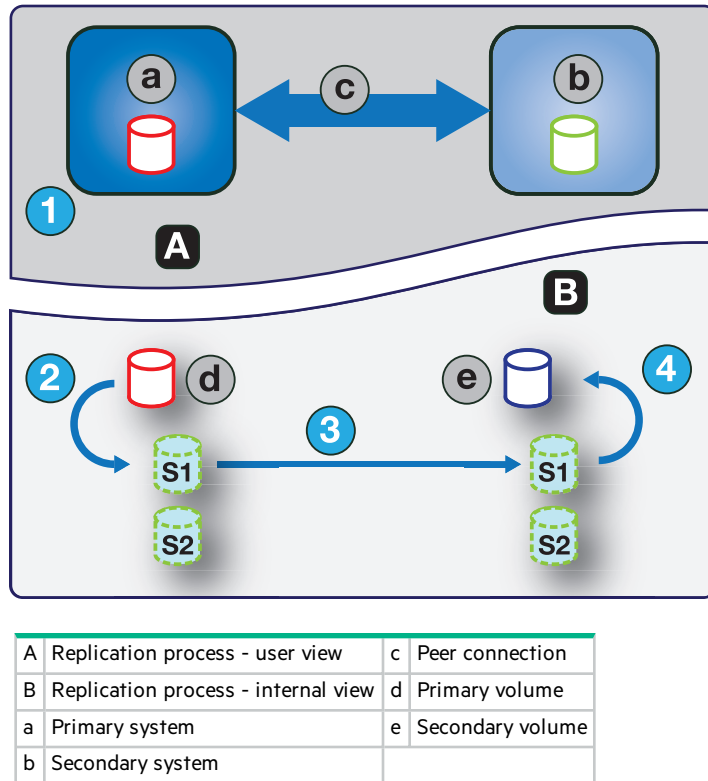 a
c
b
1
A
B
2
d
e
4
3
S1
S1
S2
S2
A Replication process - user view c Peer connection
B Replication process - internal view d Primary volume
a Primary system e Secondary volume
b Secondary system